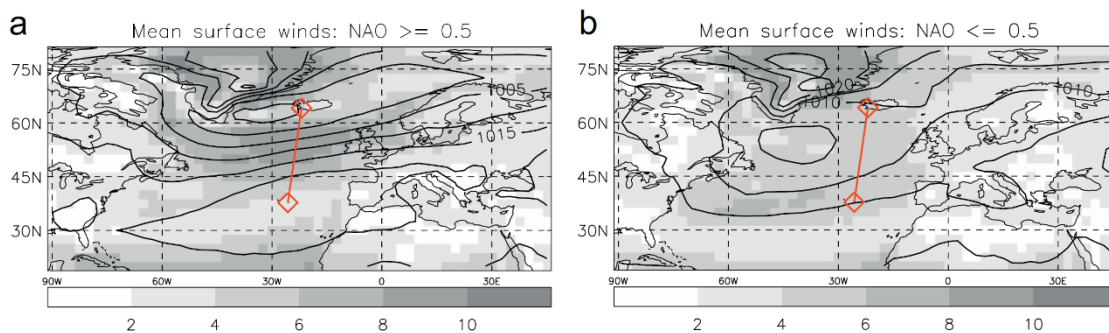 a
Mean surface winds: NAO >= 0.5
75N
60N
45N
30N
1005
1015
90W 60W 30W 0 30E
2 4 6 8 10
b
Mean surface winds: NAO <= 0.5
75N
60N
45N
30N
1020
1010
1010
90W 60W 30W 0 30E
2 4 6 8 10